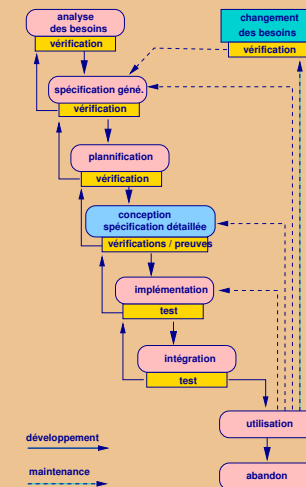 analyse
des besoins
vérification
changement
des besoins
vérification
spécification géné.
vérification
plannification
vérification
conception
spécification détaillée
vérifications / preuves
implémentation
test
intégration
test
utilisation
développement
maintenance
abandon